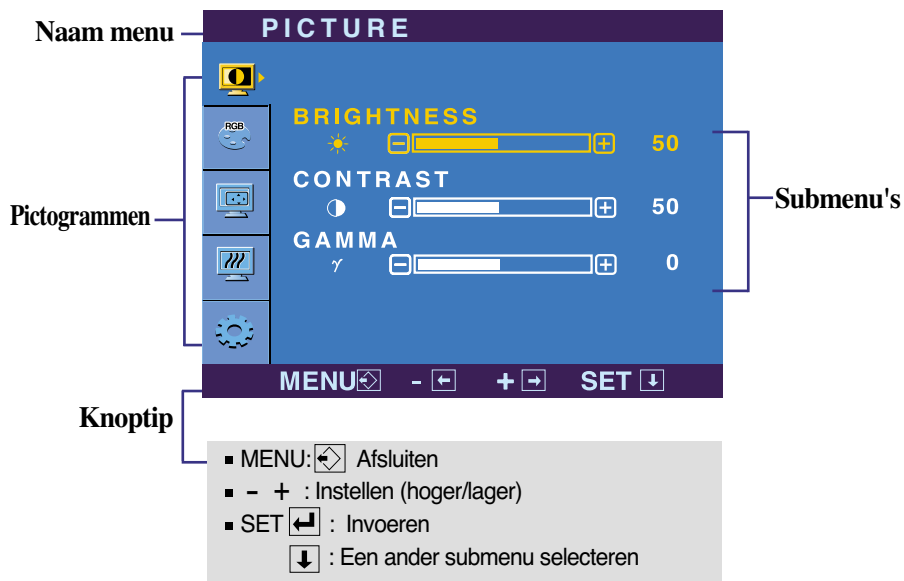 Naam menu
PICTURE
RGB
BRIGHTNESS
50
CONTRAST
50
GAMMA
γ
0
Pictogrammen
Submenu's
MENU - + SET
Knoptip
MENU: Afsluiten
- + : Instellen (hoger/lager)
SET : Invoeren
: Een ander submenu selecteren